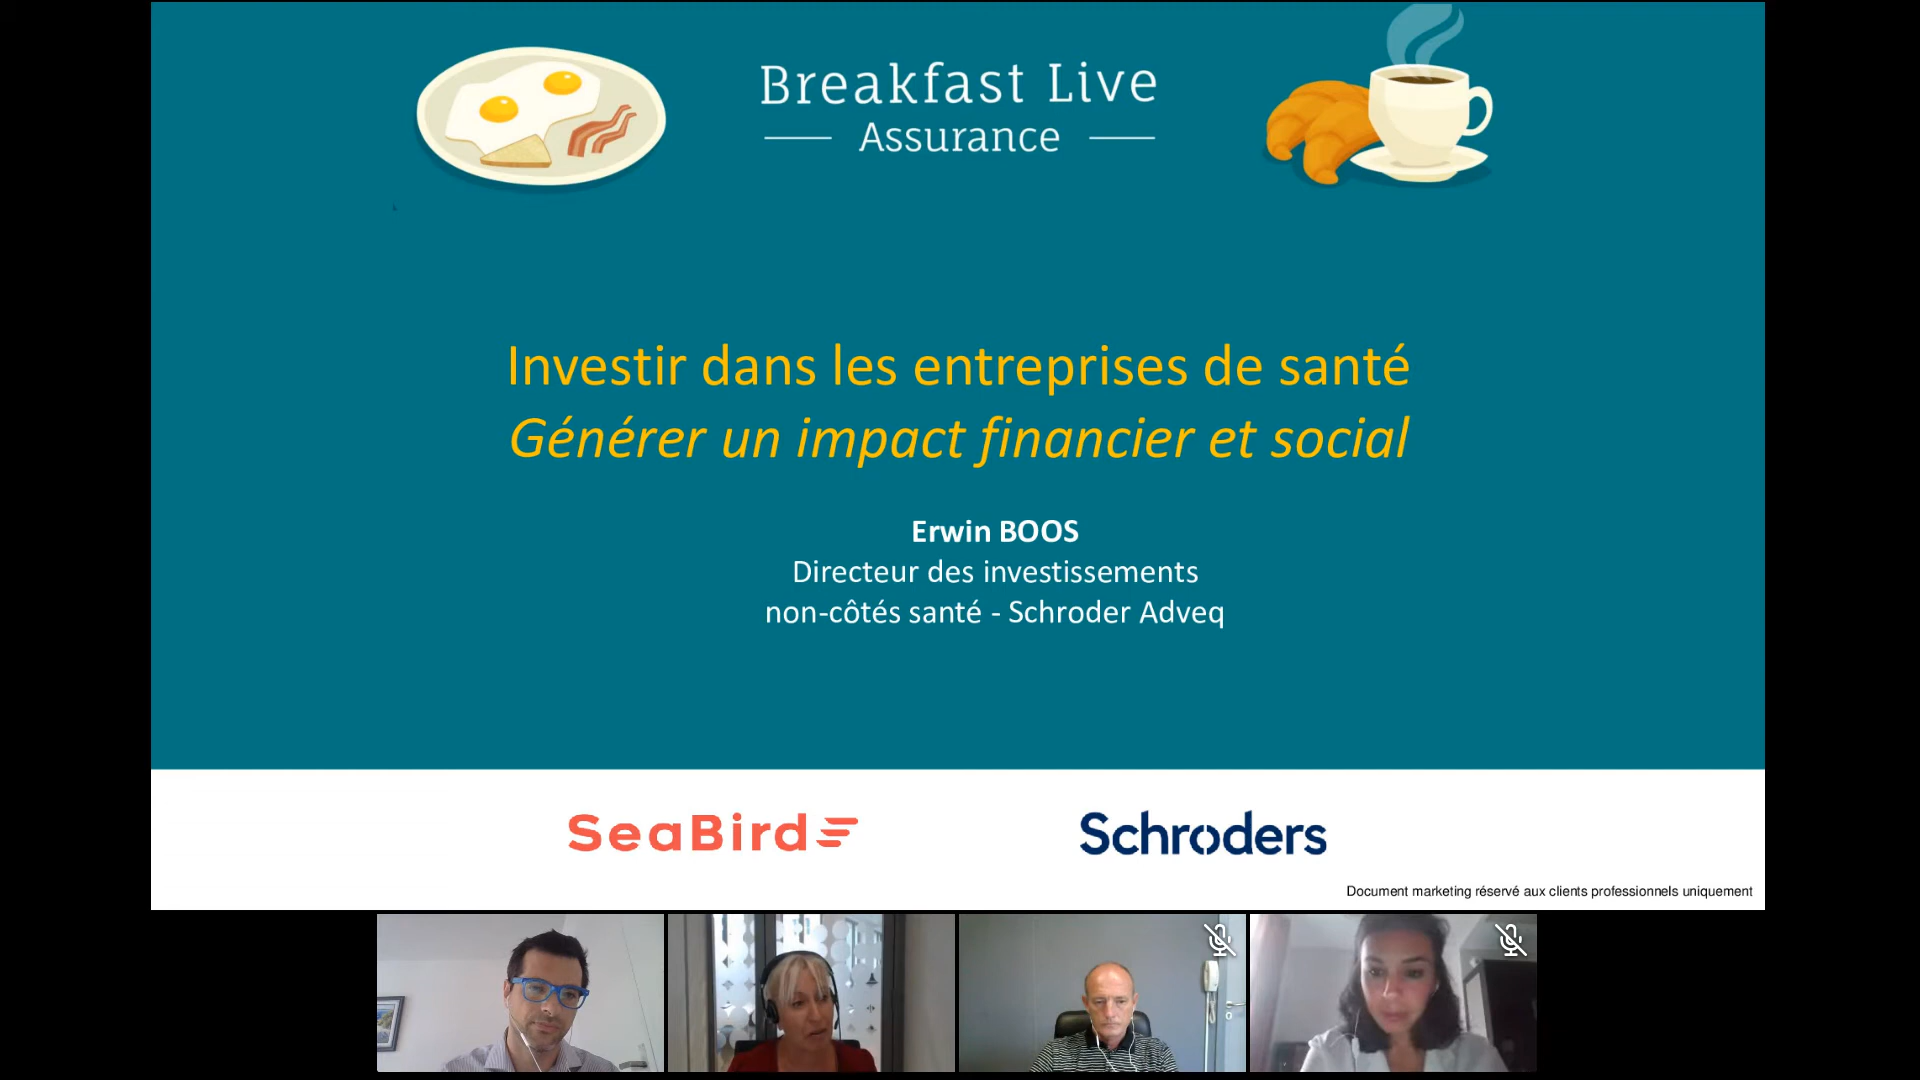 Breakfast Live
Assurance
Investir dans les entreprises de santé
Générer un impact financier et social
Erwin BOOS
Directeur des investissements
non-côtés santé - Schroder Adveq
SeaBird
Schroders
Document marketing réservé aux clients professionnels uniquement